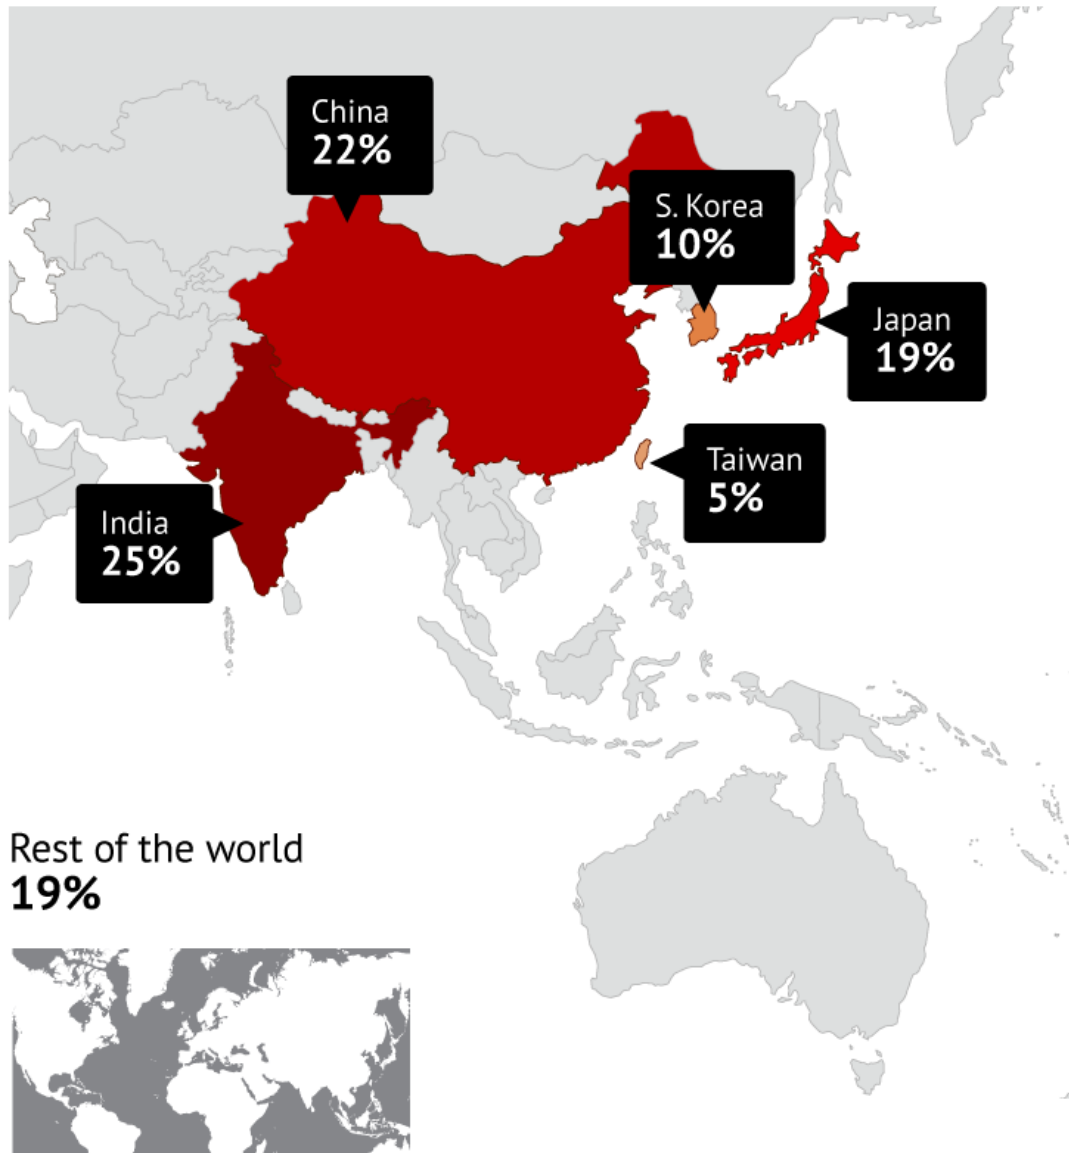 China
22%
S. Korea
10%
Japan
19%
Taiwan
5%
India
25%
Rest of the world
19%